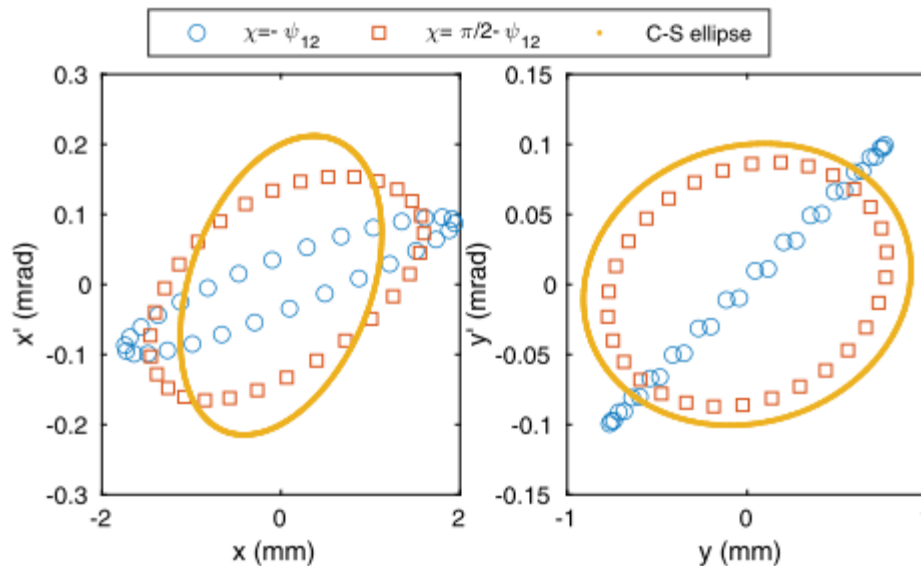 χ=- ψ12 χ= π/2- ψ12 C-S ellipse
0.3 0.15
0.2 0.1
0.1 0.05
0 0
-0.1 -0.05
-0.2 -0.1
-0.3 -0.15
x' (mrad) y' (mrad)
-2 0 2 -1 0 1
x (mm) y (mm)